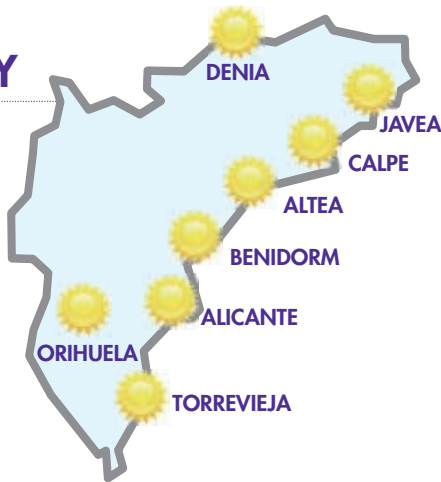 Y
DENIA
JAVEA
CALPE
ALTEA
BENIDORM
ALICANTE
ORIHUELA
TORREVIEJA